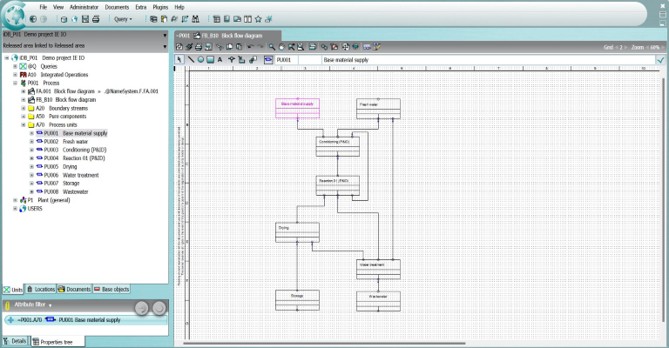 File View Administrator Documents Extra Plugins Help
Query
iDB_P01 Demo project IE IO
Released area linked to Released area
=P001 FB_B10 Block flow diagram
Grid < 2 > Zoom < 60% >
PU001 Base material supply
iDB_P01 Demo project IE IO
@Q Queries
A10 Integrated Operations
P001 Process
FA.001 Block flow diagram
FB_B10 Block flow diagram
A20 Boundary streams
A50 Pure components
A70 Process units
PU001 Base material supply
PU002 Fresh water
PU003 Conditioning (P&ID)
PU004 Reaction 01 (P&ID)
PU005 Drying
PU006 Water treatment
PU007 Storage
PU008 Wastewater
P1 Plant (general)
USERS
Base material supply
Fresh water
Conditioning (P&ID)
Reaction 01 (P&ID)
Drying
Water treatment
Storage
Wastewater
Units Locations Documents Base objects
Attribute filter
=P001.A70 PU001 Base material supply
Details Properties tree